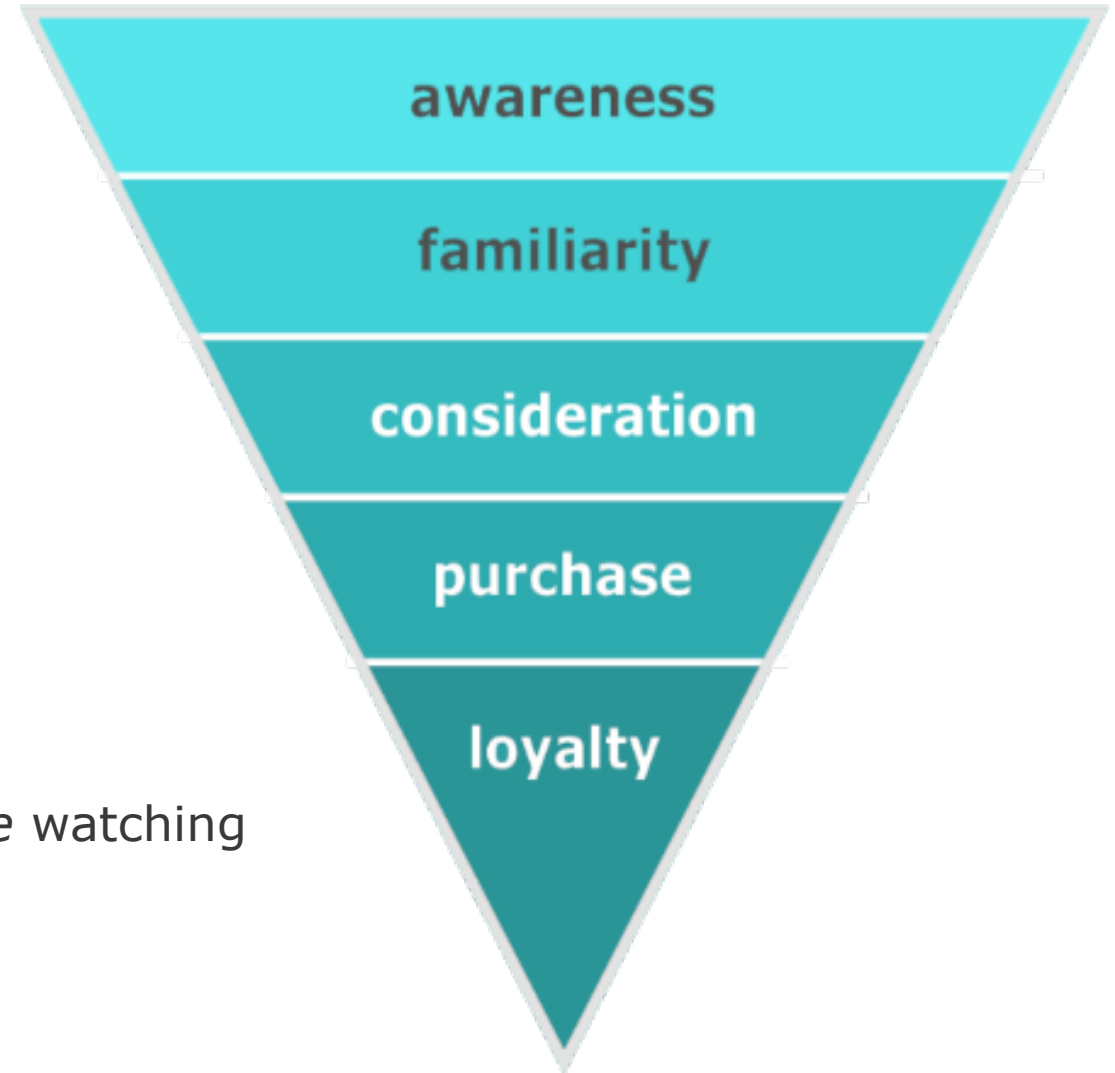 awareness
familiarity
consideration
purchase
loyalty
e watching